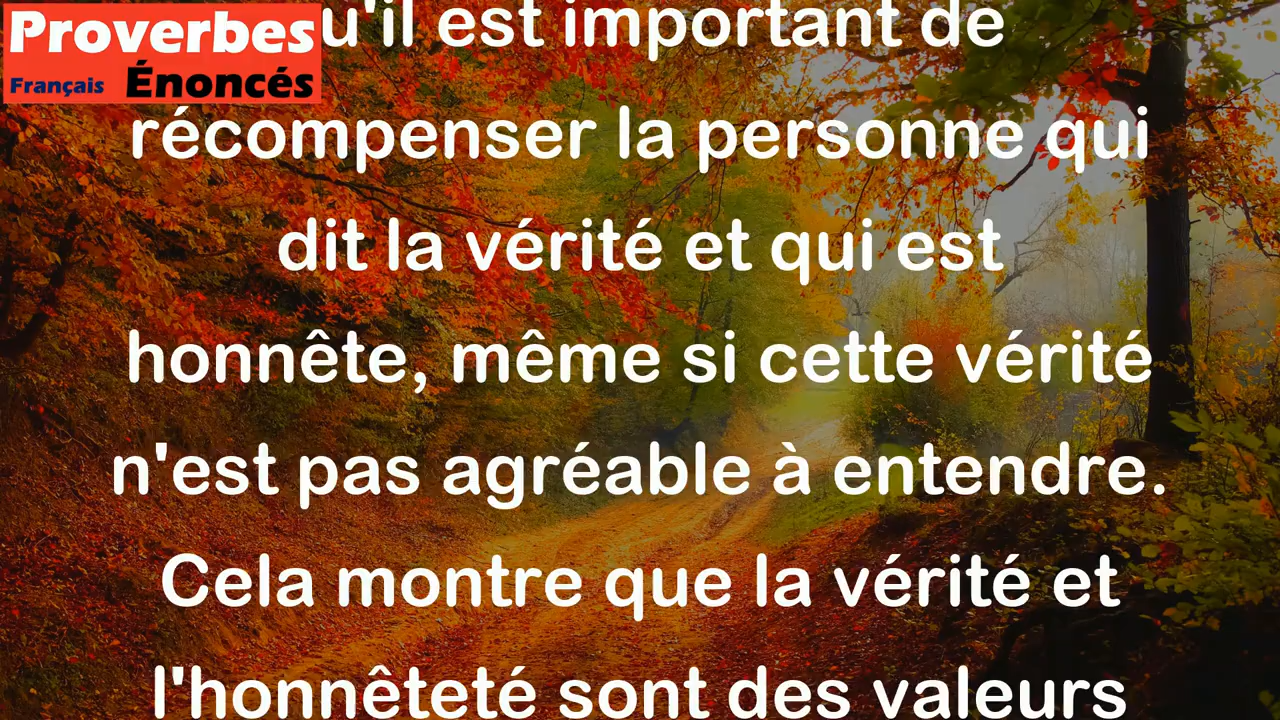 Proverbes
Français Énoncés
u'il est important de
récompenser la personne qui
dit la vérité et qui est
honnête, même si cette vérité
n'est pas agréable à entendre.
Cela montre que la vérité et
l'honnêteté sont des valeurs